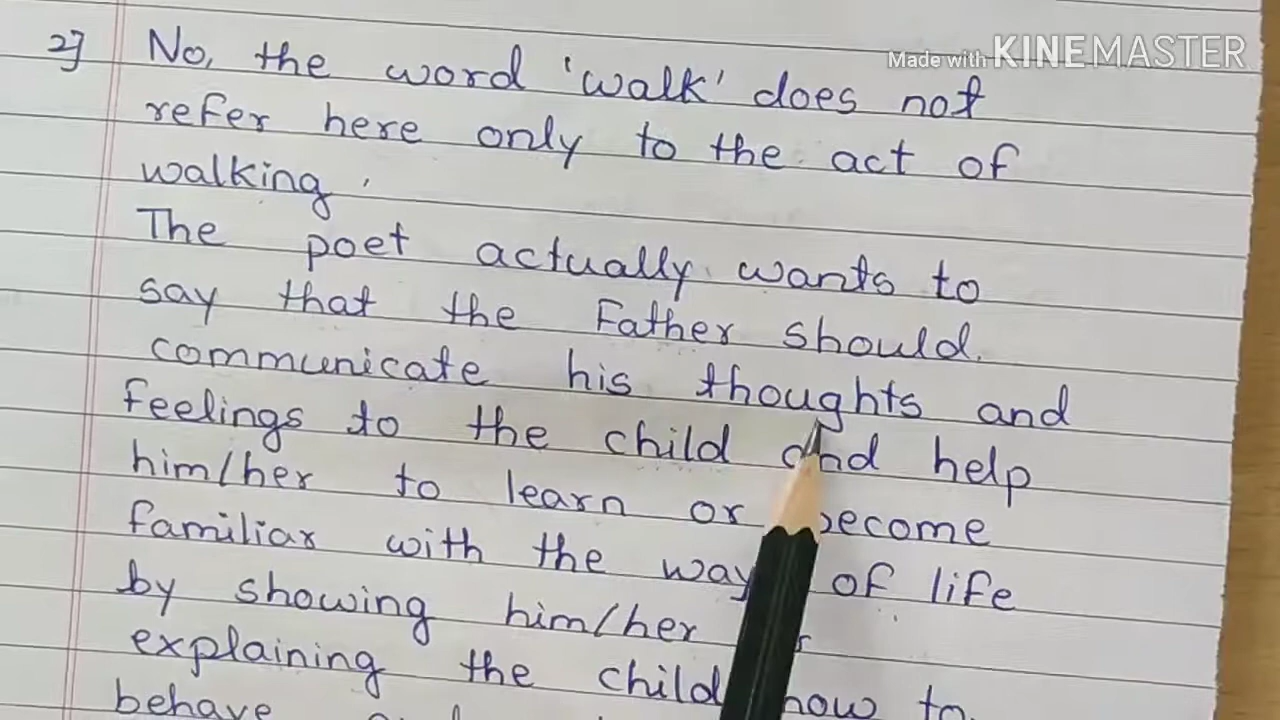 Made with KINEMASTER
2] No, the word 'walk' does not
refer here only to the act of
walking.
The poet actually wants to
say that the Father should.
communicate his thoughts and
feelings to the child and help
him/her to learn or become
familiar with the way of life
by showing him/her
explaining the child how to
behave